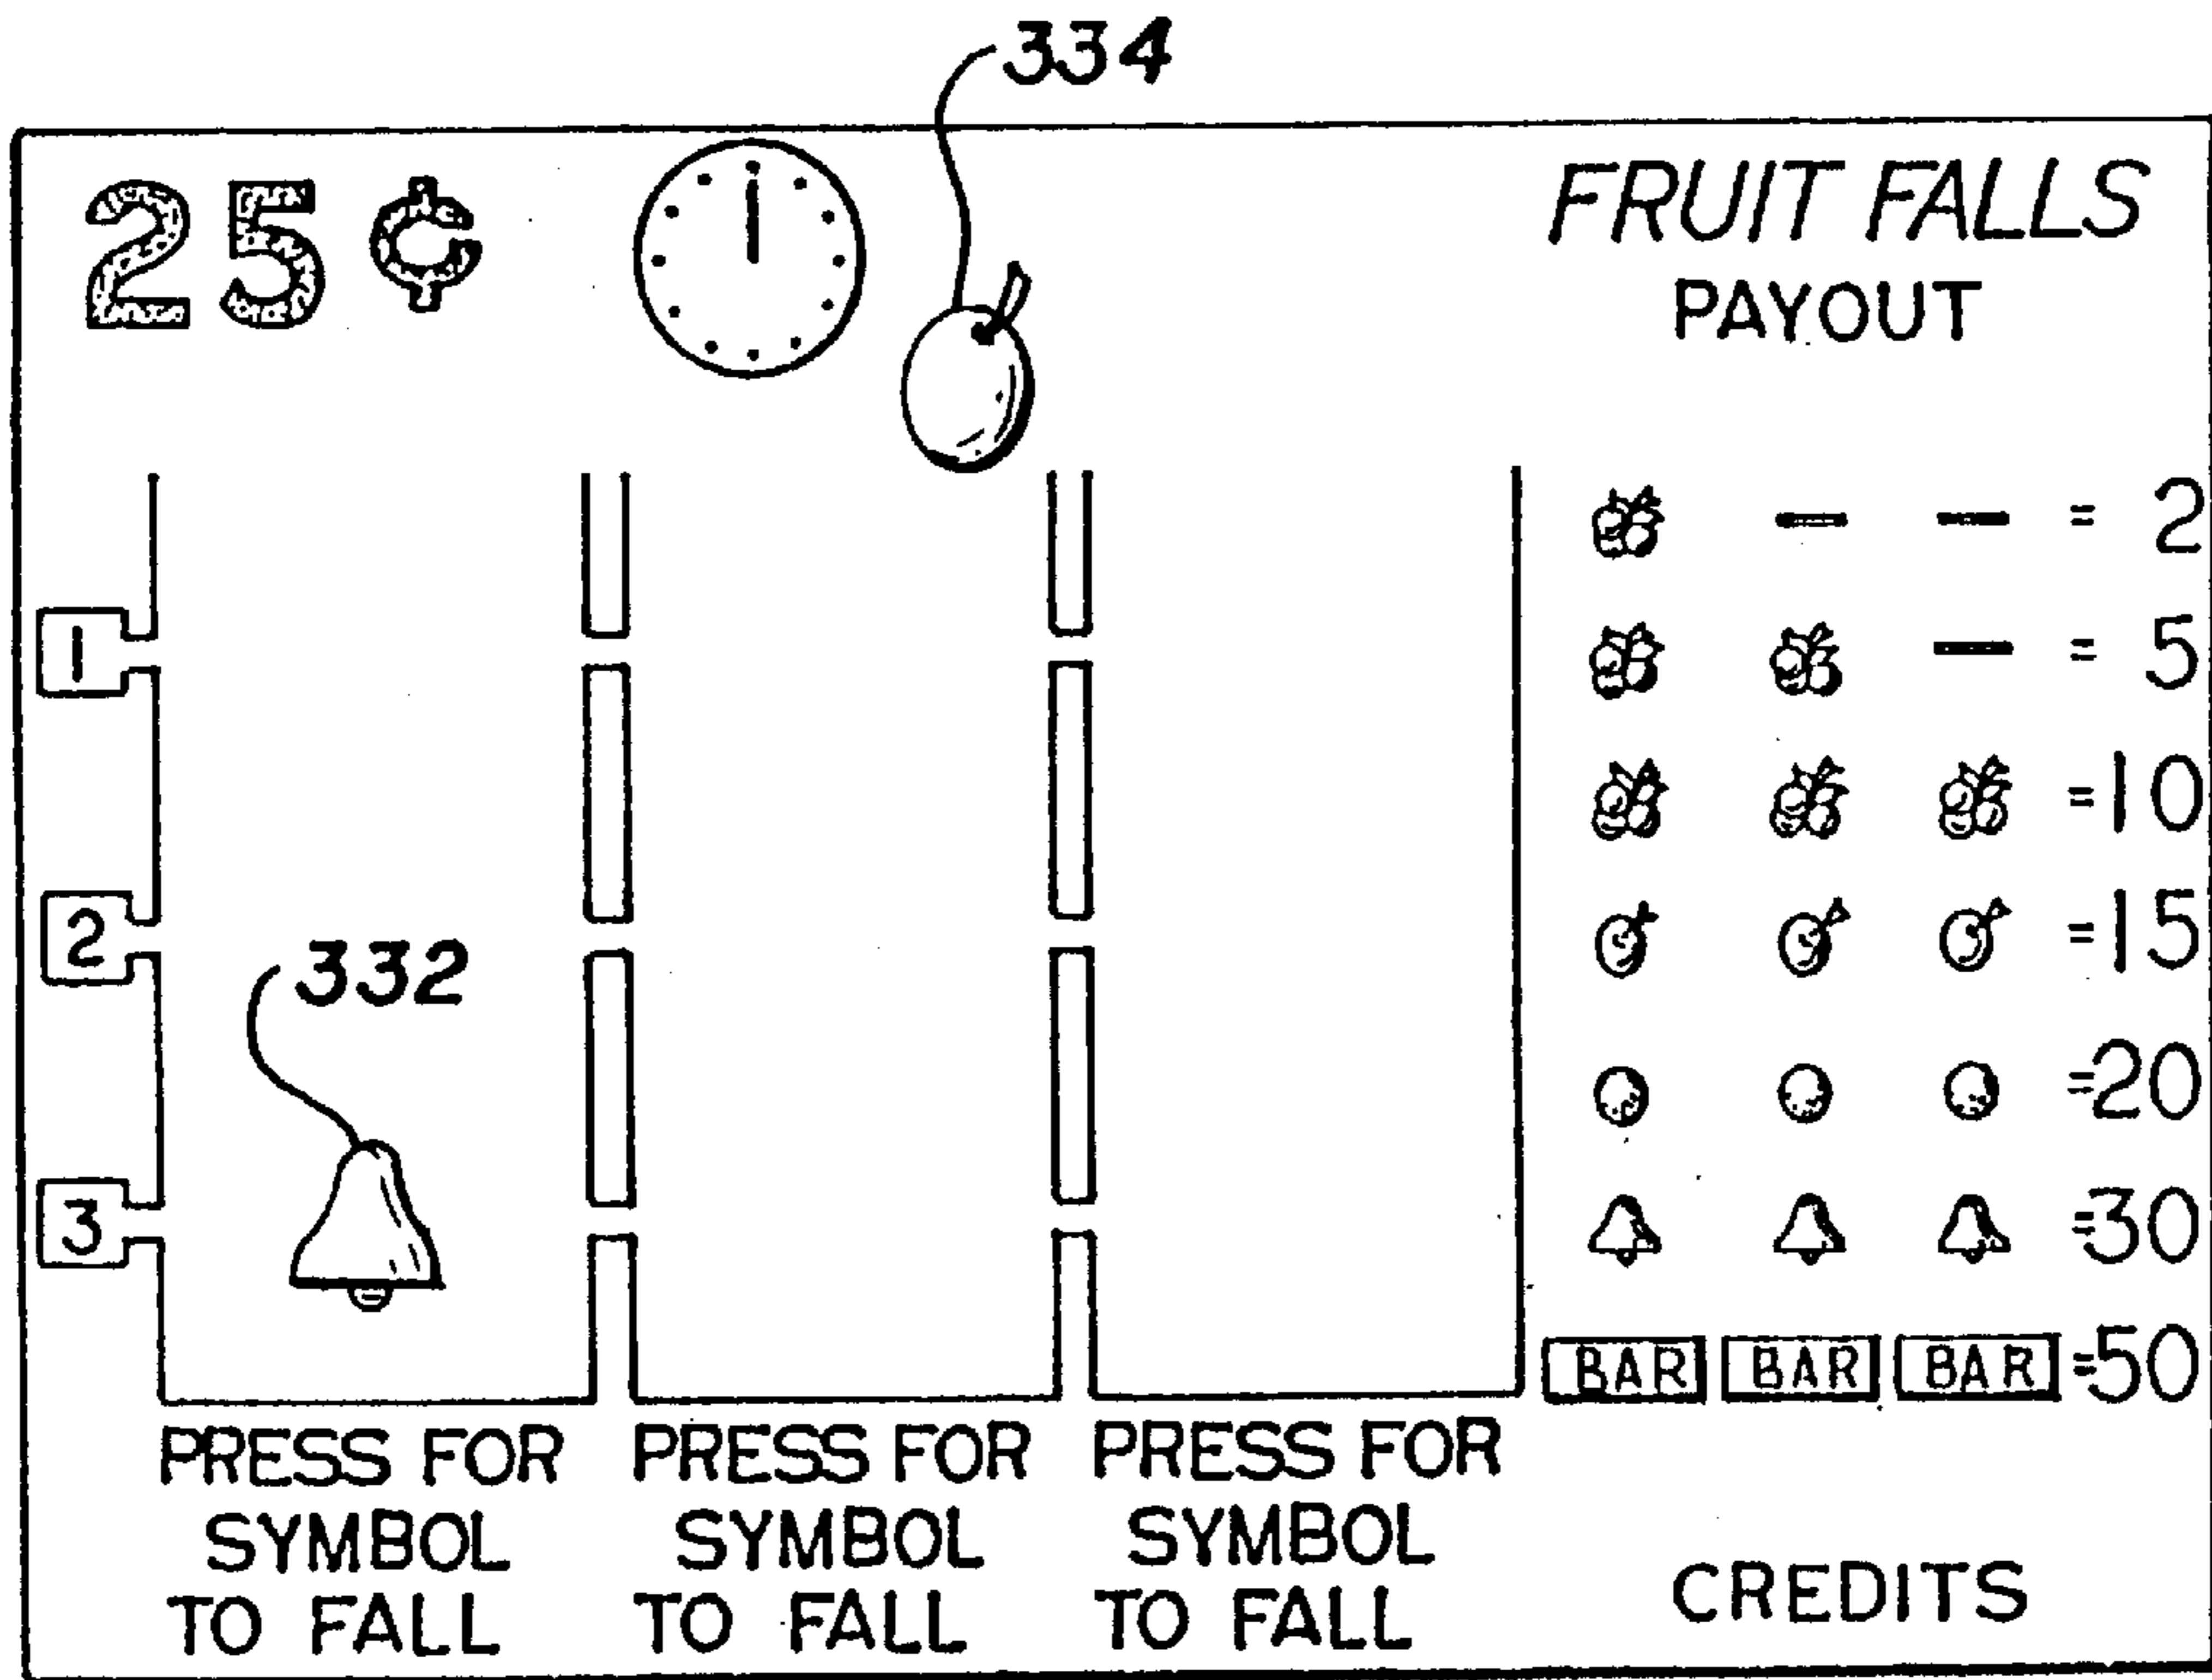 334
25¢
FRUIT FALLS
PAYOUT
— — = 2
1
— = 5
=10
2
=15
332
=20
3
=30
BAR BAR BAR =50
PRESS FOR PRESS FOR PRESS FOR
SYMBOL SYMBOL SYMBOL
TO FALL TO FALL TO FALL
CREDITS